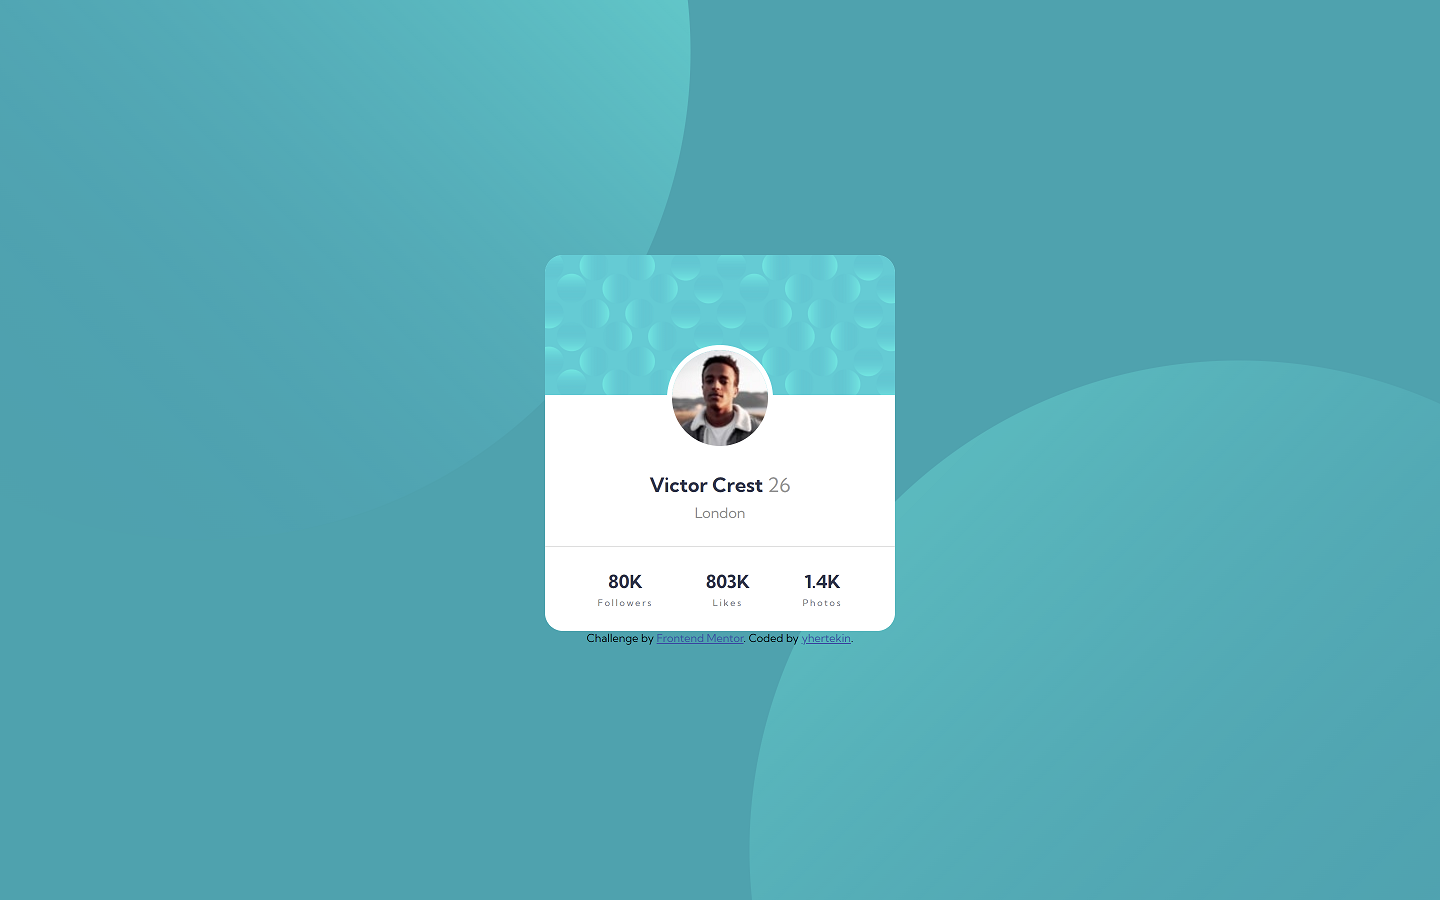 Victor Crest 26
London
80K 803K 1.4K
Followers Likes Photos
Challenge by Frontend Mentor. Coded by yhertekin.